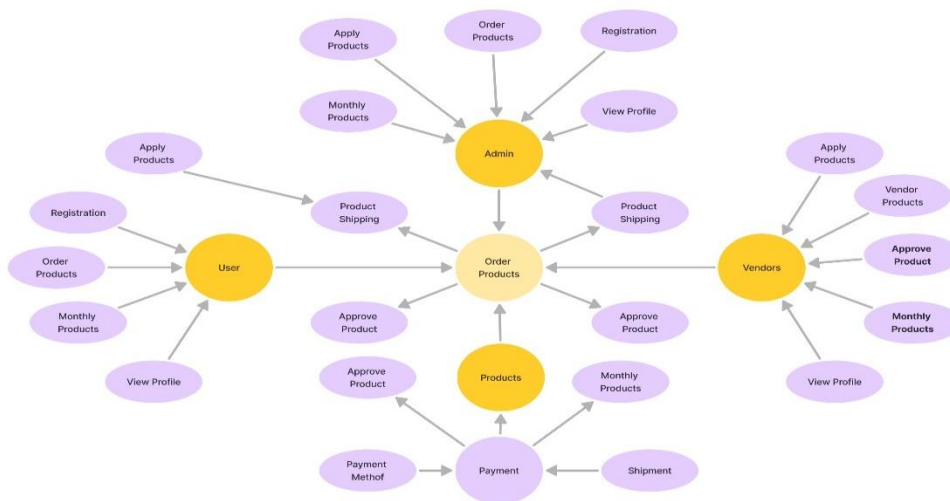 Order
Products
Apply
Products
Registration
Monthly
Products
View Profile
Admin
Apply
Products
Apply
Products
Vendor
Products
Registration
Product
Shipping
Product
Shipping
Order
Products
User
Order
Products
Vendors
Approve
Product
Monthly
Products
Approve
Product
Approve
Product
Monthly
Products
View Profile
Approve
Product
Products
Monthly
Products
View Profile
Payment
Methof
Payment
Shipment